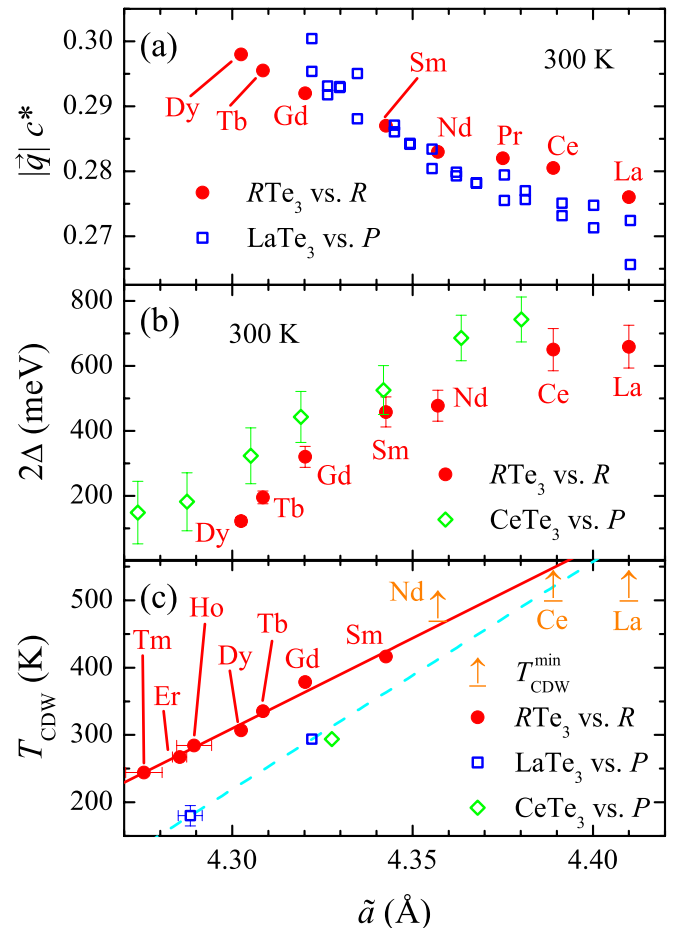 (a)
300 K
0.30
0.29
0.28
0.27
|q⃗| c*
Dy
Tb
Gd
Sm
Nd
Pr
Ce
La
RTe₃ vs. R
LaTe₃ vs. P
(b)
300 K
800
600
400
200
2Δ (meV)
Dy
Tb
Gd
Sm
Nd
Ce
La
RTe₃ vs. R
CeTe₃ vs. P
(c)
500
400
300
200
T_CDW (K)
Tm
Er
Ho
Dy
Tb
Gd
Sm
Nd
Ce
La
T_CDW^min
RTe₃ vs. R
LaTe₃ vs. P
CeTe₃ vs. P
4.30
4.35
4.40
ã (Å)